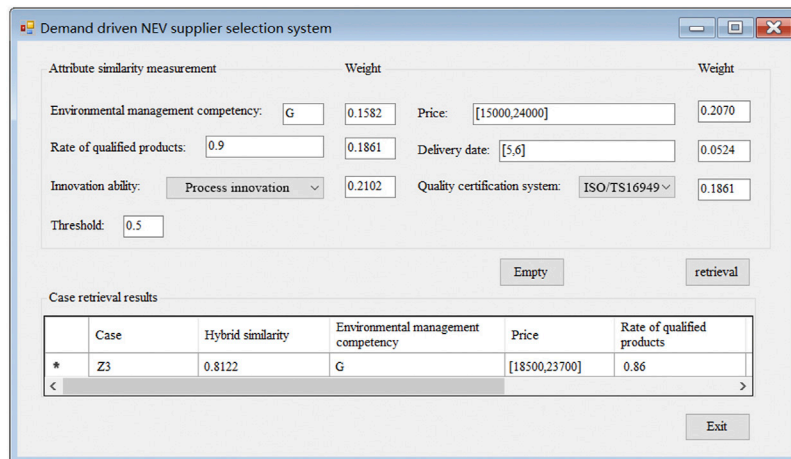 Demand driven NEV supplier selection system
Attribute similarity measurement Weight Weight
Environmental management competency: G 0.1582 Price: [15000,24000] 0.2070
Rate of qualified products: 0.9 0.1861 Delivery date: [5,6] 0.0524
Innovation ability: Process innovation 0.2102 Quality certification system: ISO/TS16949 0.1861
Threshold: 0.5
Empty retrieval
Case retrieval results
Case Hybrid similarity Environmental management competency Price Rate of qualified products
* Z3 0.8122 G [18500,23700] 0.86
Exit